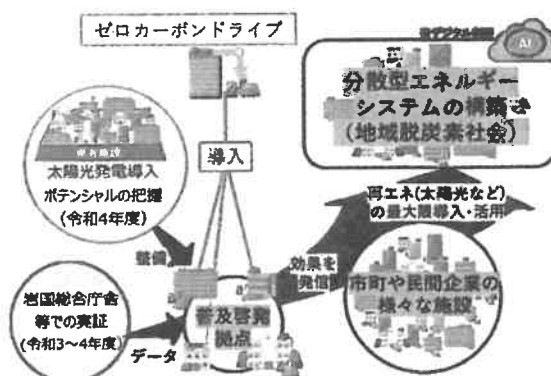 ゼロカーボンドライブ
AI
分散型エネルギー
システムの構築
(地域脱炭素社会)
導入
太陽光発電導入
ポテンシャルの把握
(令和4年度)
再エネ(太陽光など)
の最大限導入・活用
整備
効果を
市町や民間企業の
様々な施設
岩国総合庁舎
等での実証
(令和3～4年度)
普及啓発
拠点
データ